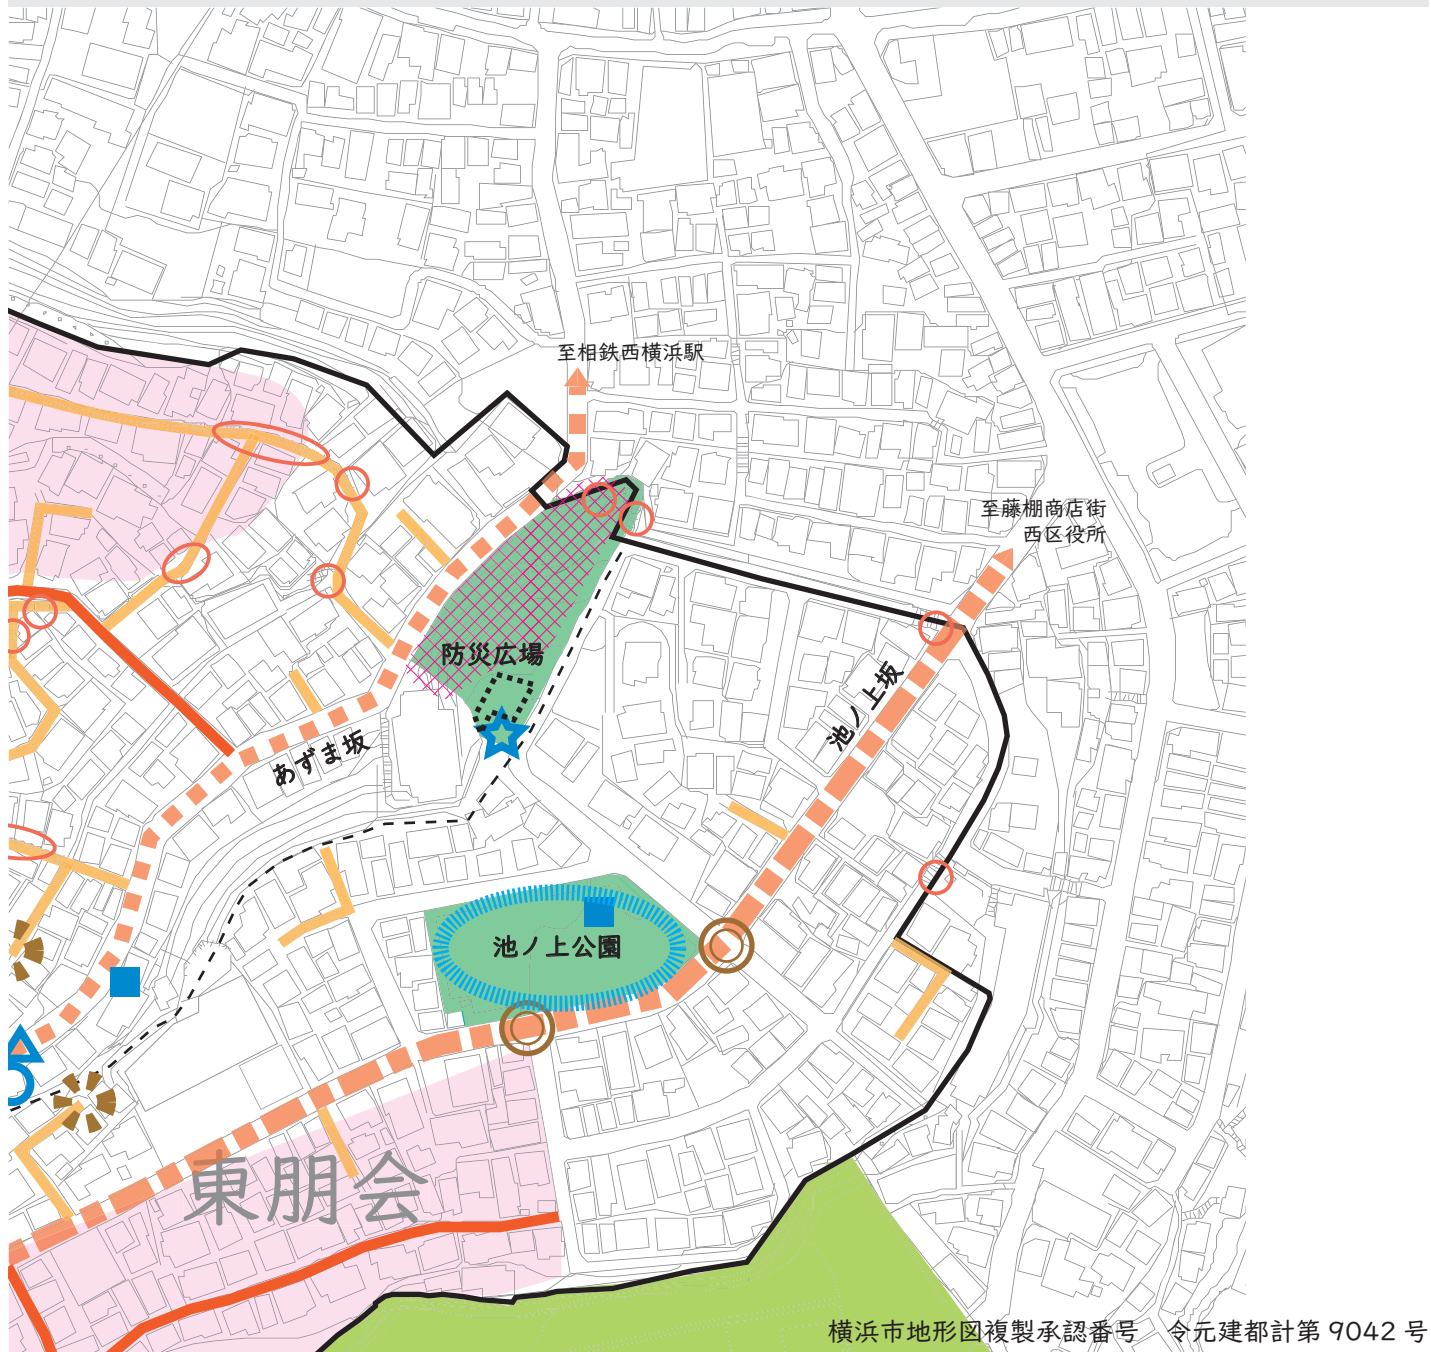 至相鉄西横浜駅
至藤棚商店街
西区役所
防災広場
池ノ上坂
あずま坂
池ノ上公園
東朋会
横浜市地形図複製承認番号　令元建都計第 9042 号